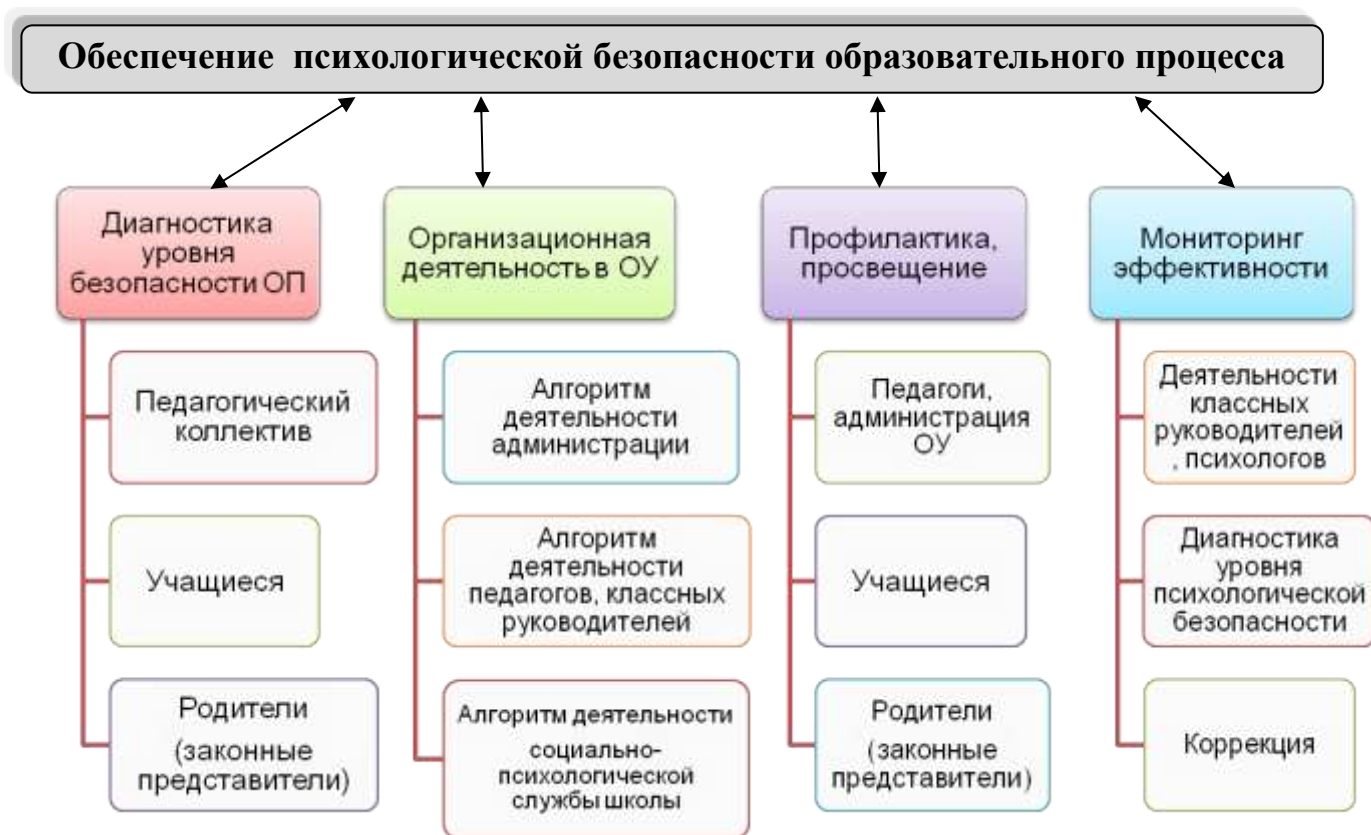 Обеспечение психологической безопасности образовательного процесса
Диагностика
уровня
безопасности ОП
Педагогический
коллектив
Учащиеся
Родители
(законные
представители)
Организационная
деятельность в ОУ
Алгоритм
деятельности
администрации
Алгоритм
деятельности
педагогов, классных
руководителей
Алгоритм деятельности
социально-
психологической
службы школы
Профилактика,
просвещение
Педагоги,
администрация
ОУ
Учащиеся
Родители
(законные
представители)
Мониторинг
эффективности
Деятельности
классных
руководителей
, психологов
Диагностика
уровня
психологической
безопасности
Коррекция